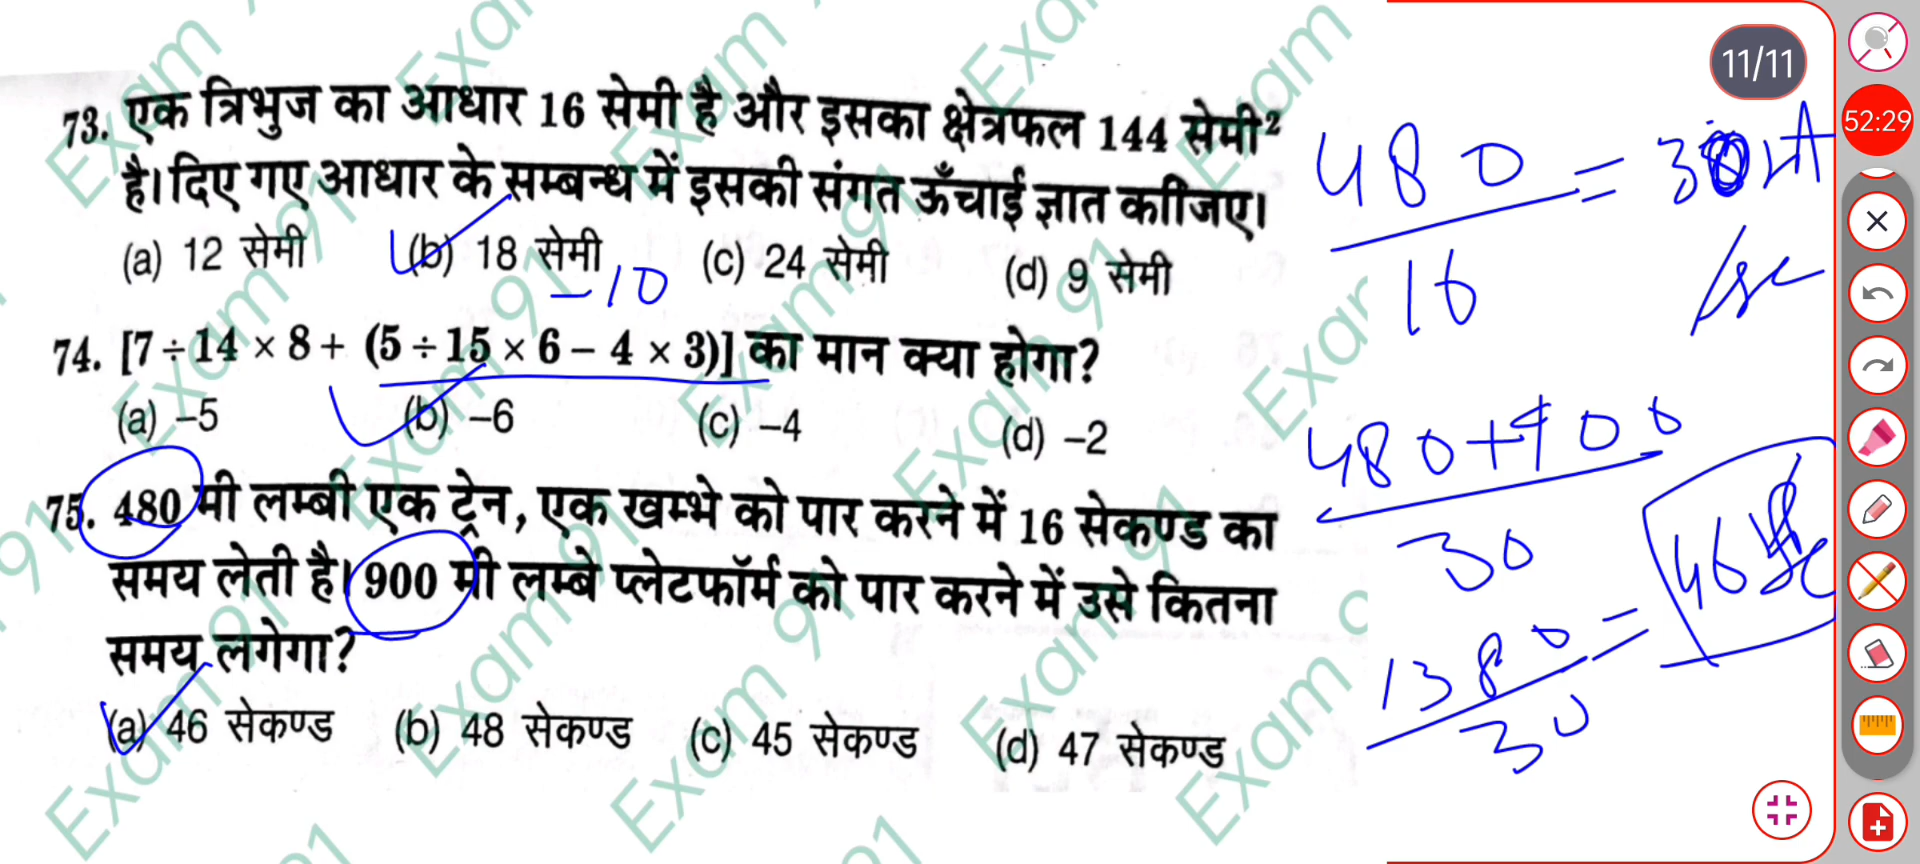 73. एक त्रिभुज का आधार 16 सेमी है और इसका क्षेत्रफल 144 सेमी²
है। दिए गए आधार के सम्बन्ध में इसकी संगत ऊँचाई ज्ञात कीजिए।
(a) 12 सेमी (b) 18 सेमी (c) 24 सेमी (d) 9 सेमी
-10
74. [7 ÷ 14 × 8 + (5 ÷ 15 × 6 – 4 × 3)] का मान क्या होगा?
(a) –5 (b) –6 (c) –4 (d) –2
75. 480 मी लम्बी एक ट्रेन, एक खम्भे को पार करने में 16 सेकण्ड का
समय लेती है। 900 मी लम्बे प्लेटफॉर्म को पार करने में उसे कितना
समय लगेगा?
(a) 46 सेकण्ड (b) 48 सेकण्ड (c) 45 सेकण्ड (d) 47 सेकण्ड
11/11
52:29
480
16
=
480+900
30
1380
30
= 46
Exam 91